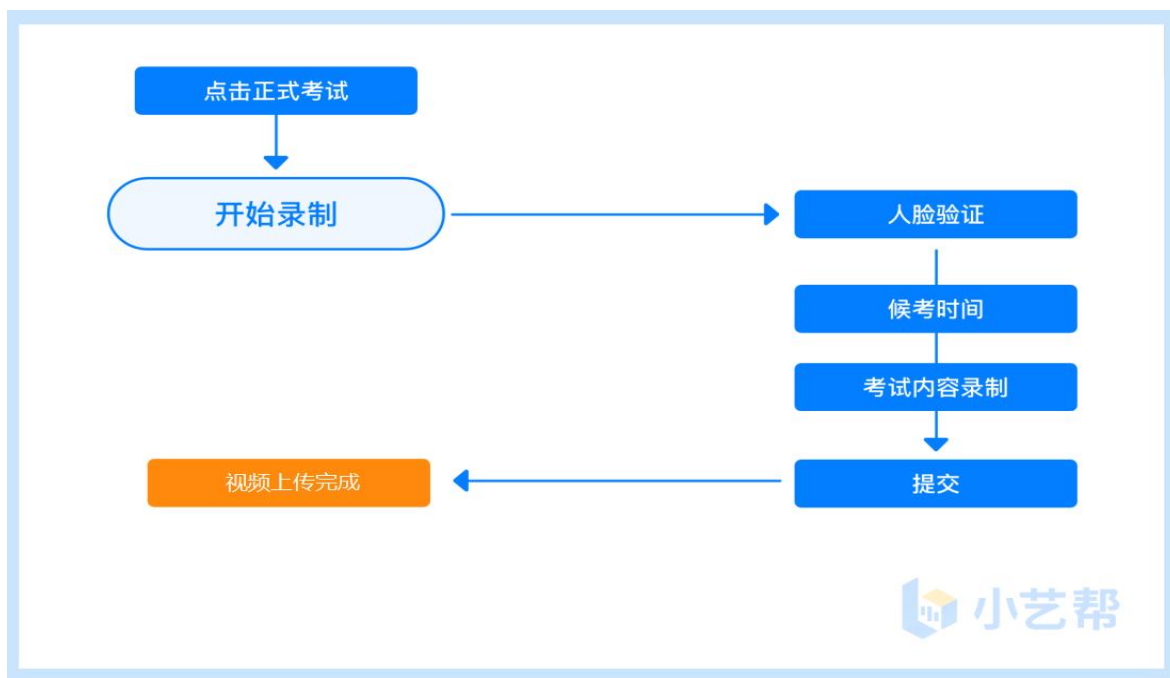 点击正式考试
开始录制
人脸验证
候考时间
考试内容录制
提交
视频上传完成
小艺帮